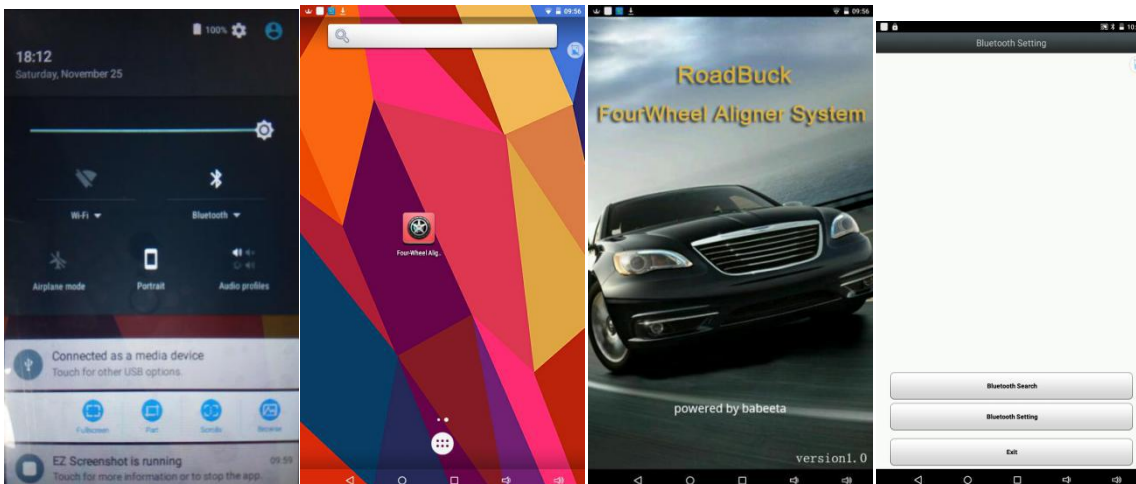 100%
18:12
Saturday, November 25
Wi-Fi
Bluetooth
Airplane mode
Portrait
Audio profiles
Connected as a media device
Touch for other USB options.
Fullscreen
Part
Browse
EZ Screenshot is running
09:59
Touch for more information or to stop the app.
09:56
Four-Wheel Alig..
09:56
RoadBuck
FourWheel Aligner System
powered by babeeta
version1.0
Bluetooth Setting
Bluetooth Search
Bluetooth Setting
Exit